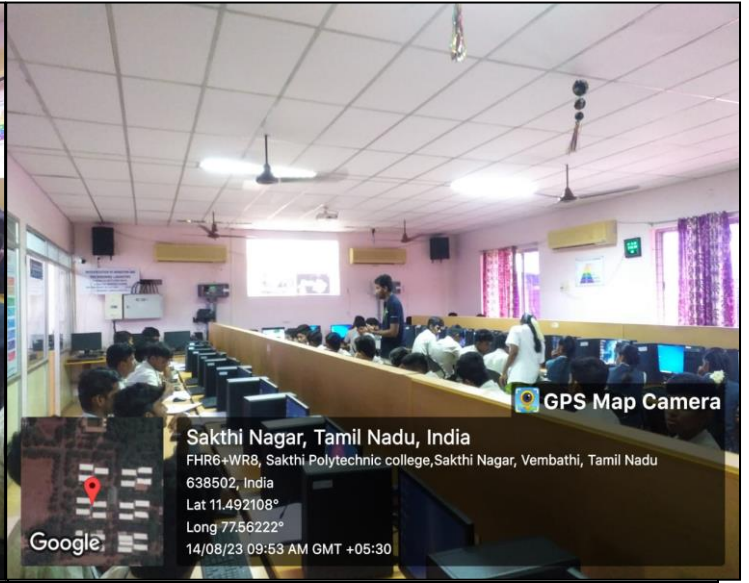 GPS Map Camera
Sakthi Nagar, Tamil Nadu, India
FHR6+WR8, Sakthi Polytechnic college,Sakthi Nagar, Vembathi, Tamil Nadu
638502, India
Lat 11.492108°
Long 77.56222°
14/08/23 09:53 AM GMT +05:30
Google